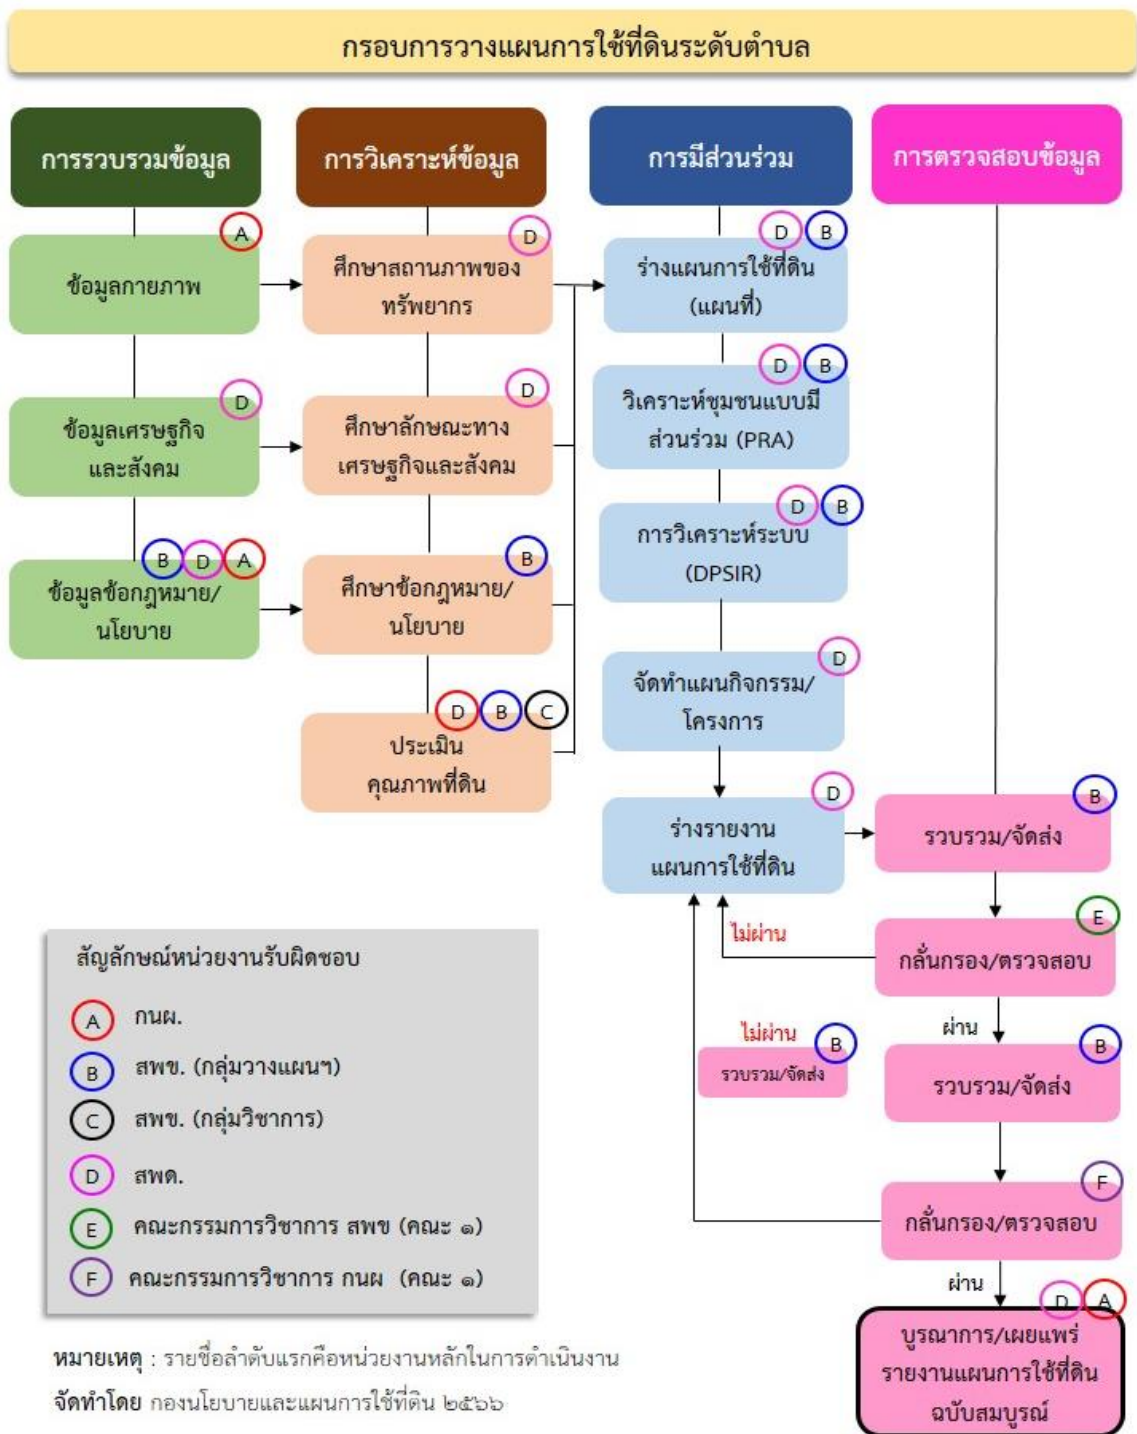 กรอบการวางแผนการใช้ที่ดินระดับตำบล
การรวบรวมข้อมูล
การวิเคราะห์ข้อมูล
การมีส่วนร่วม
การตรวจสอบข้อมูล
A
ข้อมูลกายภาพ
D
ศึกษาสถานภาพของ
ทรัพยากร
D B
ร่างแผนการใช้ที่ดิน
(แผนที่)
D
ข้อมูลเศรษฐกิจ
และสังคม
D
ศึกษาลักษณะทาง
เศรษฐกิจและสังคม
D B
วิเคราะห์ชุมชนแบบมี
ส่วนร่วม (PRA)
B D A
ข้อมูลข้อกฎหมาย/
นโยบาย
B
ศึกษาข้อกฎหมาย/
นโยบาย
D B
การวิเคราะห์ระบบ
(DPSIR)
D B C
ประเมิน
คุณภาพที่ดิน
D
จัดทำแผนกิจกรรม/
โครงการ
D
ร่างรายงาน
แผนการใช้ที่ดิน
B
รวบรวม/จัดส่ง
E
กลั่นกรอง/ตรวจสอบ
ไม่ผ่าน
ผ่าน
ไม่ผ่าน
B
รวบรวม/จัดส่ง
B
รวบรวม/จัดส่ง
F
กลั่นกรอง/ตรวจสอบ
ผ่าน
D A
บูรณาการ/เผยแพร่
รายงานแผนการใช้ที่ดิน
ฉบับสมบูรณ์
สัญลักษณ์หน่วยงานรับผิดชอบ
A กนผ.
B สพข. (กลุ่มวางแผนฯ)
C สพข. (กลุ่มวิชาการ)
D สพด.
E คณะกรรมการวิชาการ สพข (คณะ ๑)
F คณะกรรมการวิชาการ กนผ (คณะ ๑)
หมายเหตุ : รายชื่อลำดับแรกคือหน่วยงานหลักในการดำเนินงาน
จัดทำโดย กองนโยบายและแผนการใช้ที่ดิน ๒๕๖๖